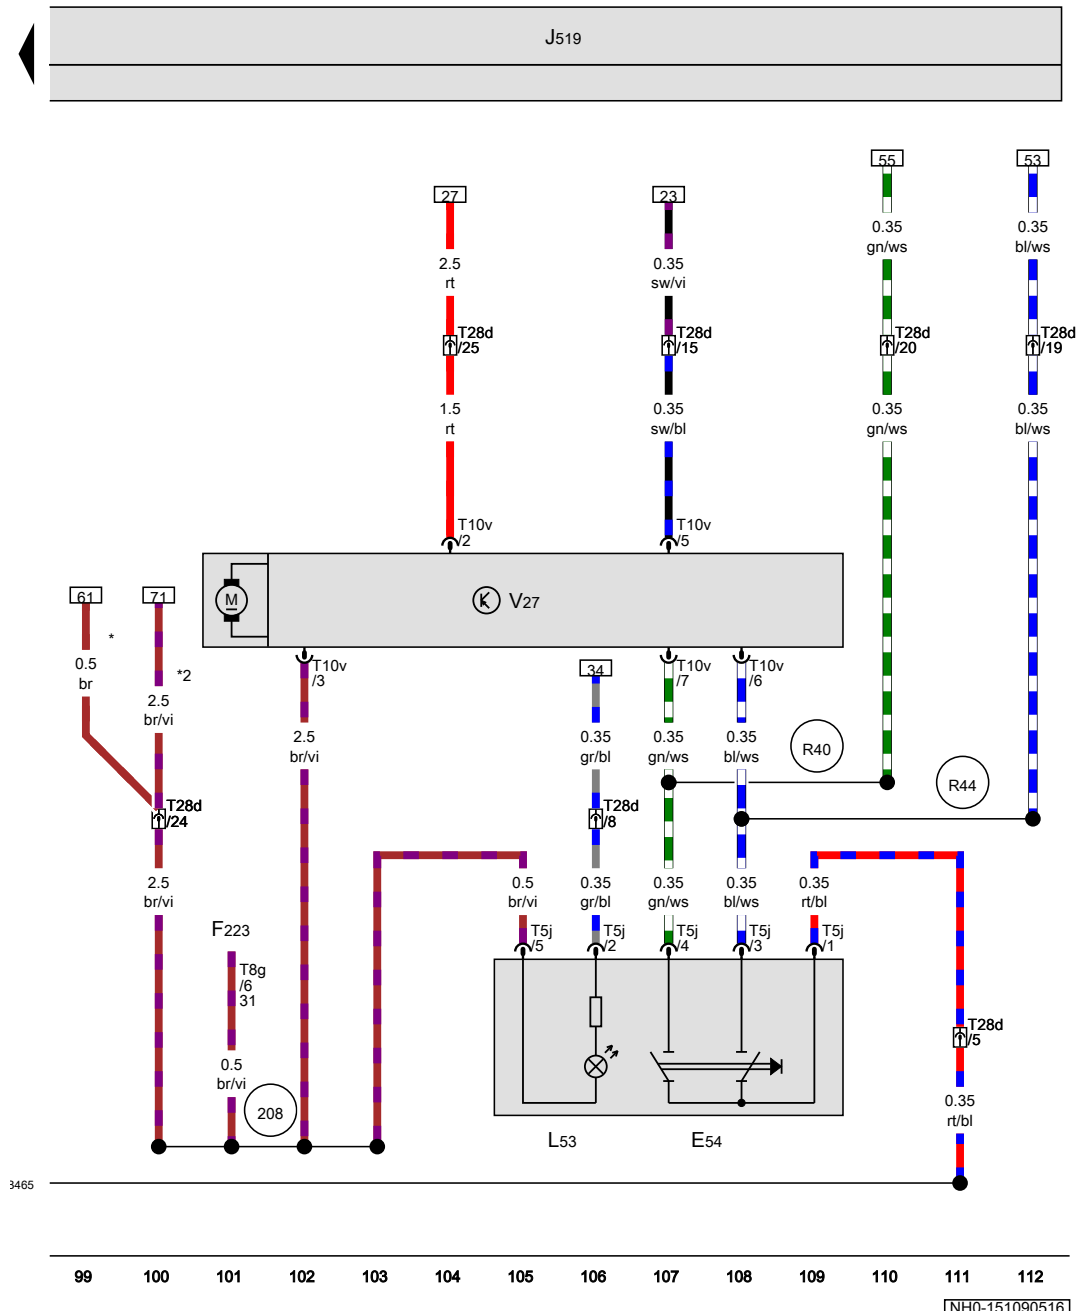 J519
55
53
27
23
0.35
gn/ws
0.35
bl/ws
2.5
rt
0.35
sw/vi
T28d
/25
T28d
/15
T28d
/20
T28d
/19
1.5
rt
0.35
sw/bl
0.35
gn/ws
0.35
bl/ws
T10v
/2
T10v
/5
61
71
M
V27
*
0.5
br
*2
2.5
br/vi
T10v
/3
34
T10v
/7
T10v
/6
2.5
br/vi
0.35
gr/bl
0.35
gn/ws
0.35
bl/ws
R40
R44
T28d
/24
T28d
/8
2.5
br/vi
0.5
br/vi
0.35
gr/bl
0.35
gn/ws
0.35
bl/ws
0.35
rt/bl
F223
T5j
/5
T5j
/2
T5j
/4
T5j
/3
T5j
/1
T8g
/6
31
T28d
/5
0.5
br/vi
208
0.35
rt/bl
L53
E54
3465
99 100 101 102 103 104 105 106 107 108 109 110 111 112
NH0-151090516